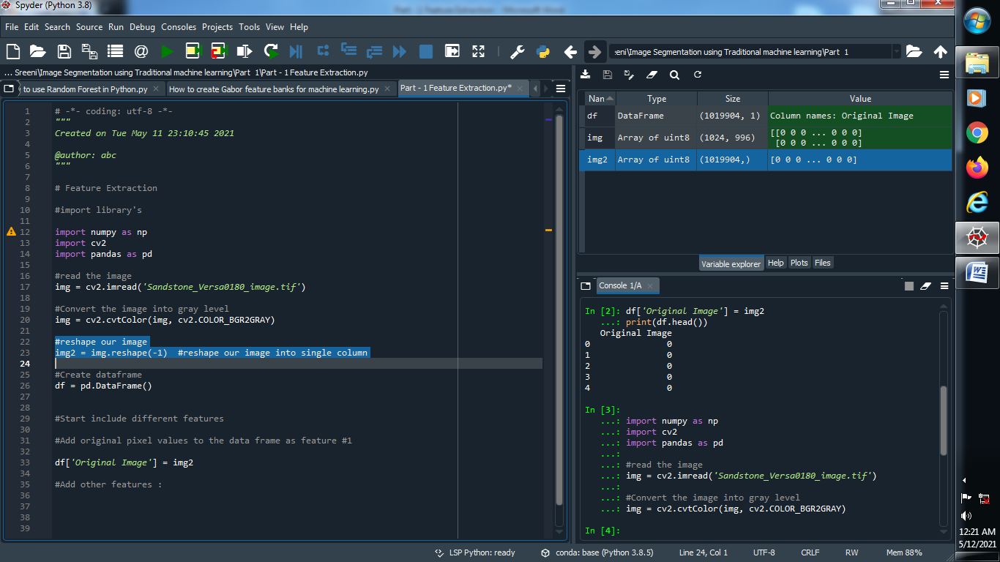 Spyder (Python 3.8)
File Edit Search Source Run Debug Consoles Projects Tools View Help
:eni\Image Segmentation using Traditional machine learning\Part 1
... Sreeni\Image Segmentation using Traditional machine learning\Part 1\Part - 1 Feature Extraction.py
to use Random Forest in Python.py
How to create Gabor feature banks for machine learning.py
Part - 1 Feature Extraction.py*
1 # -*- coding: utf-8 -*-
2 """
3 Created on Tue May 11 23:10:45 2021
4
5 @author: abc
6 """
7
8 # Feature Extraction
9
10 #import library's
11
12 import numpy as np
13 import cv2
14 import pandas as pd
15
16 #read the image
17 img = cv2.imread('Sandstone_Versa0180_image.tif')
18
19 #Convert the image into gray level
20 img = cv2.cvtColor(img, cv2.COLOR_BGR2GRAY)
21
22 #reshape our image
23 img2 = img.reshape(-1)  #reshape our image into single column
24
25 #Create dataframe
26 df = pd.DataFrame()
27
28
29 #Start include different features
30
31 #Add original pixel values to the data frame as feature #1
32
33 df['Original Image'] = img2
34
35 #Add other features :
36
37
38
39
Nan Type Size Value
df DataFrame (1019904, 1) Column names: Original Image
img Array of uint8 (1024, 996) [[0 0 0 ... 0 0 0]
[0 0 0 ... 0 0 0]
img2 Array of uint8 (1019904,) [0 0 0 ... 0 0 0]
Variable explorer Help Plots Files
Console 1/A
In [2]: df['Original Image'] = img2
...: print(df.head())
Original Image
0 0
1 0
2 0
3 0
4 0
In [3]:
...: import numpy as np
...: import cv2
...: import pandas as pd
...:
...: #read the image
...: img = cv2.imread('Sandstone_Versa0180_image.tif')
...:
...: #Convert the image into gray level
...: img = cv2.cvtColor(img, cv2.COLOR_BGR2GRAY)
In [4]:
LSP Python: ready conda: base (Python 3.8.5) Line 24, Col 1 UTF-8 CRLF RW Mem 88%
12:21 AM
5/12/2021